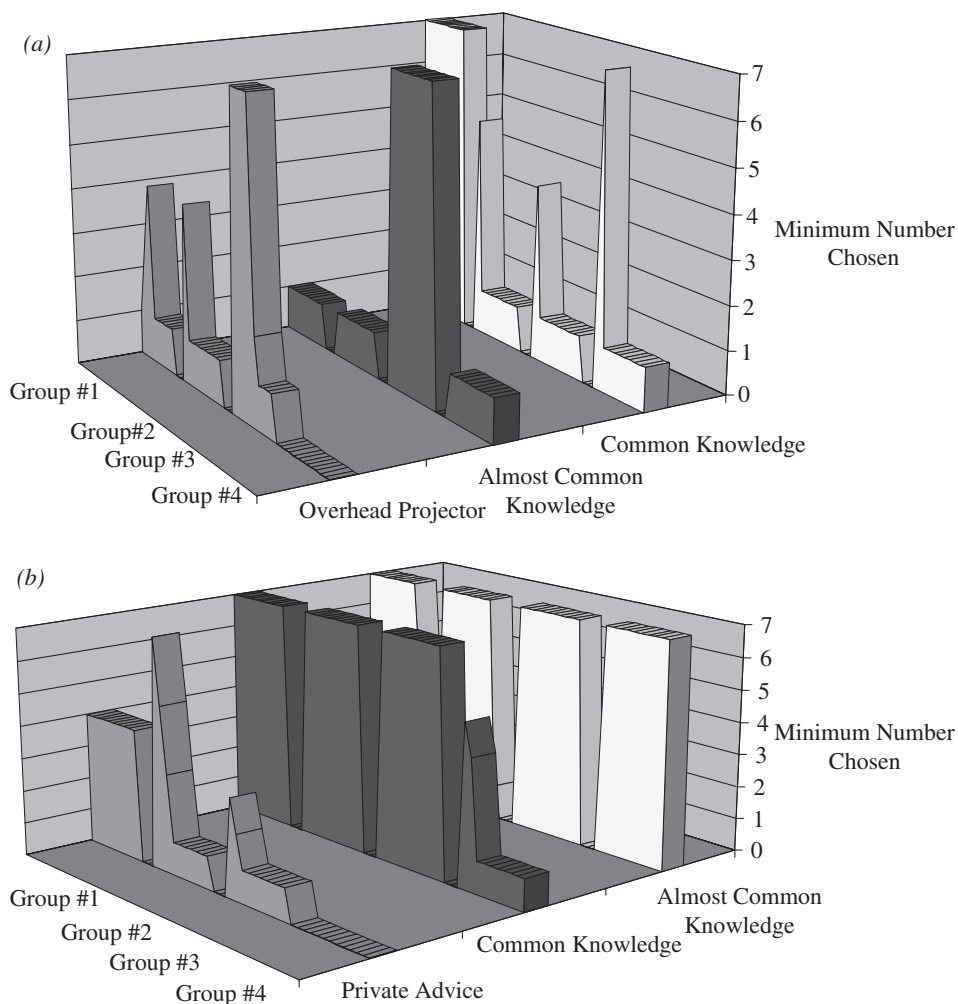 (a)
7
6
5
4
3
2
1
0
Minimum Number
Chosen
Group #1
Group#2
Group #3
Group #4
Overhead Projector
Almost Common
Knowledge
Common Knowledge
(b)
7
6
5
4
3
2
1
0
Minimum Number
Chosen
Group #1
Group #2
Group #3
Group #4
Private Advice
Common Knowledge
Almost Common
Knowledge